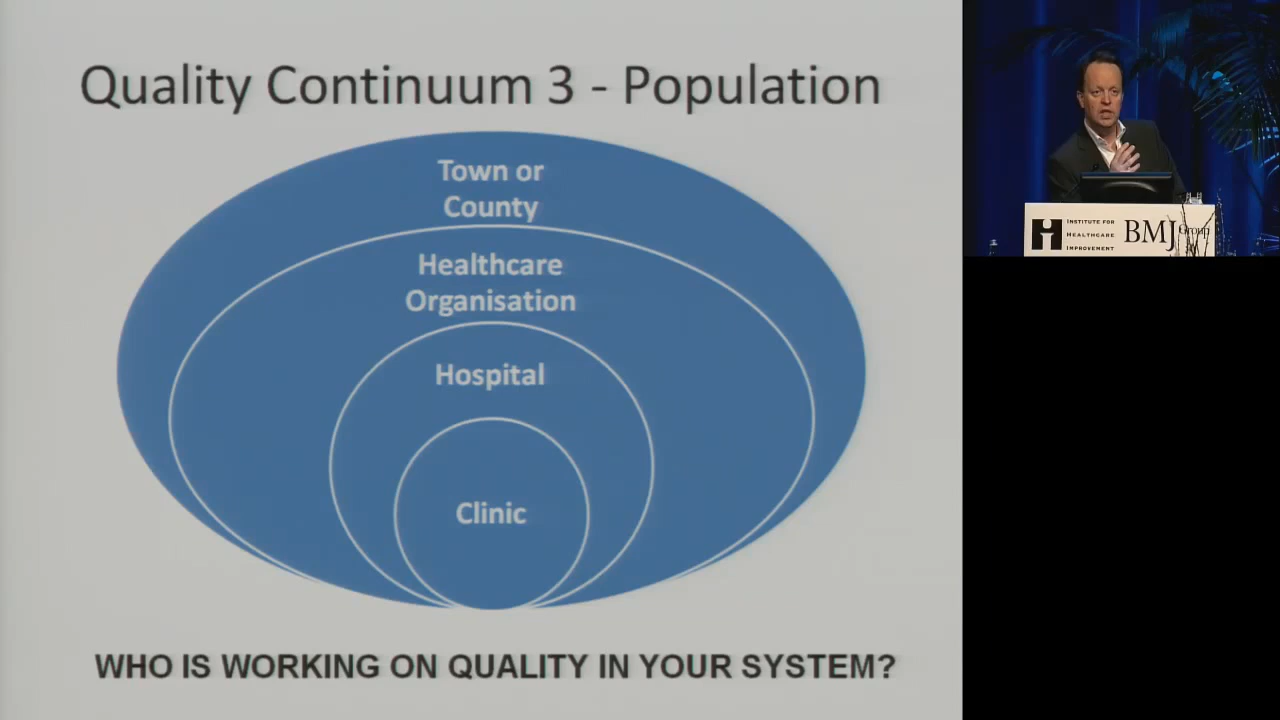 Quality Continuum 3 - Population
Town or
County
Healthcare
Organisation
Hospital
Clinic
WHO IS WORKING ON QUALITY IN YOUR SYSTEM?
INSTITUTE FOR
HEALTHCARE
IMPROVEMENT
BMJ Group